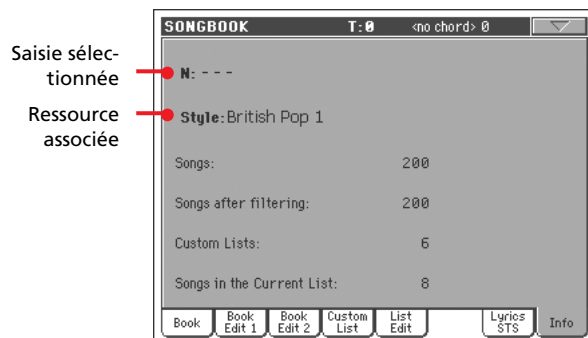 SONGBOOK T:0 <no chord> 0
Saisie sélec-
tionnée
N: - - -
Ressource
associée
Style:British Pop 1
Songs: 200
Songs after filtering: 200
Custom Lists: 6
Songs in the Current List: 8
Book
Book
Edit 1
Book
Edit 2
Custom
List
List
Edit
Lyrics
STS
Info